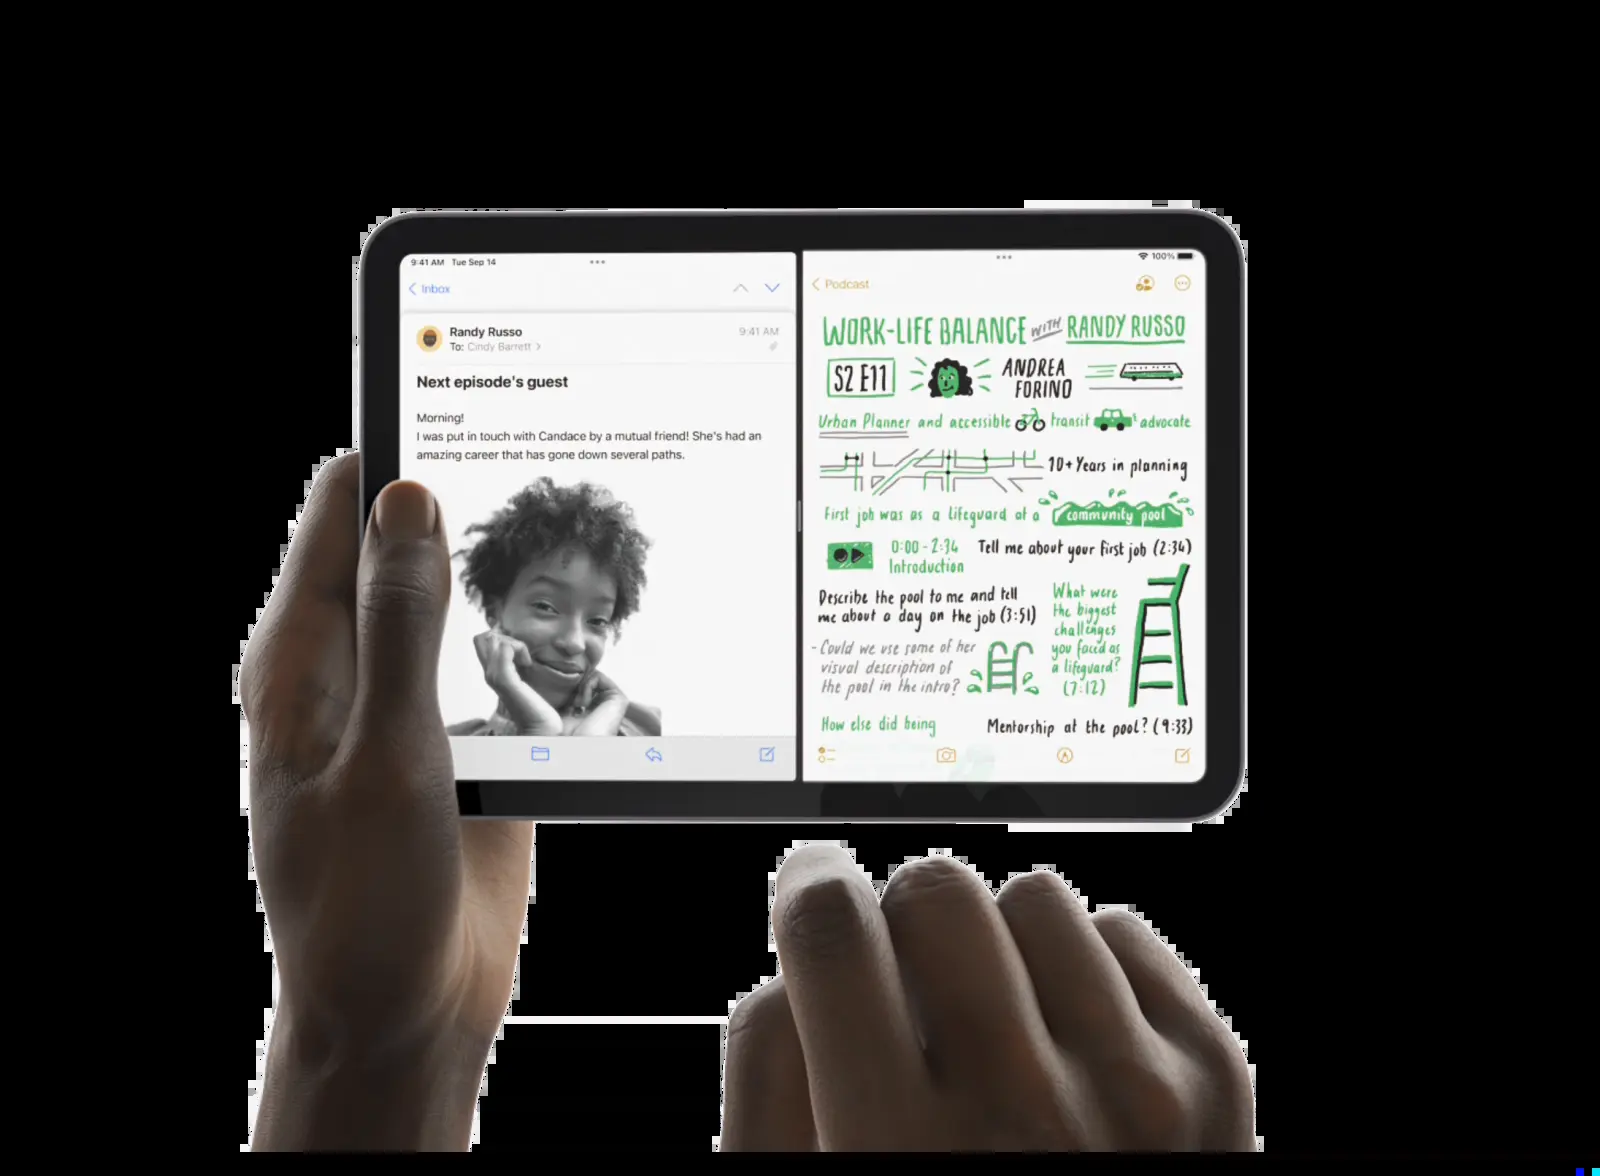 9:41 AM Tue Sep 14
Inbox
Randy Russo
9:41 AM
To: Cindy Barrett
Next episode's guest
Morning!
I was put in touch with Candace by a mutual friend! She's had an
amazing career that has gone down several paths.
100%
Podcast
WORK-LIFE BALANCE WITH RANDY RUSSO
S2 E11
ANDREA
FORINO
Urban Planner and accessible transit advocate
10+ Years in planning
First job was as a lifeguard at a community pool
0:00 - 2:34
Introduction
Tell me about your first job (2:34)
Describe the pool to me and tell
me about a day on the job (3:51)
- Could we use some of her
visual description of
the pool in the intro?
What were
the biggest
challenges
you faced as
a lifeguard?
(7:12)
How else did being
Mentorship at the pool? (9:33)